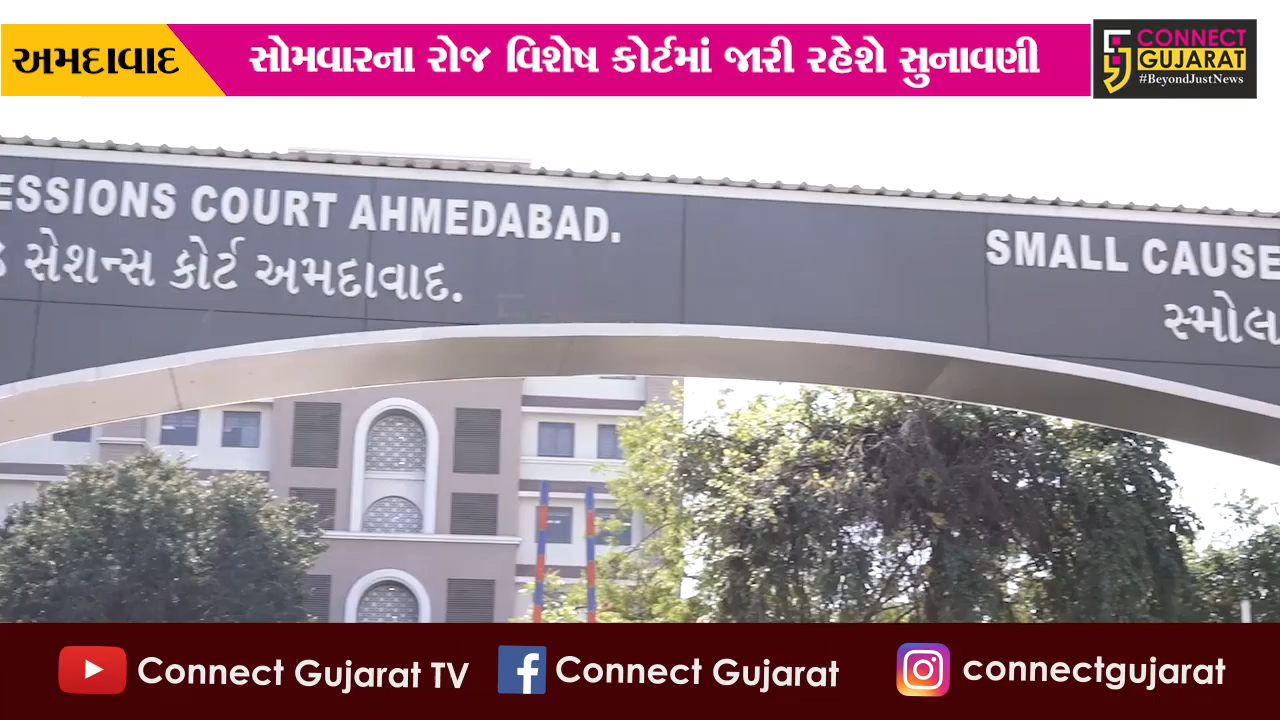 અમદાવાદ
સોમવારના રોજ વિશેષ કોર્ટમાં જારી રહેશે સુનાવણી
CONNECT
GUJARAT
#BeyondJustNews
ESSIONS COURT AHMEDABAD.
સેશન્સ કોર્ટ અમદાવાદ.
SMALL CAUSE
સ્મોલ
Connect Gujarat TV
Connect Gujarat
connectgujarat